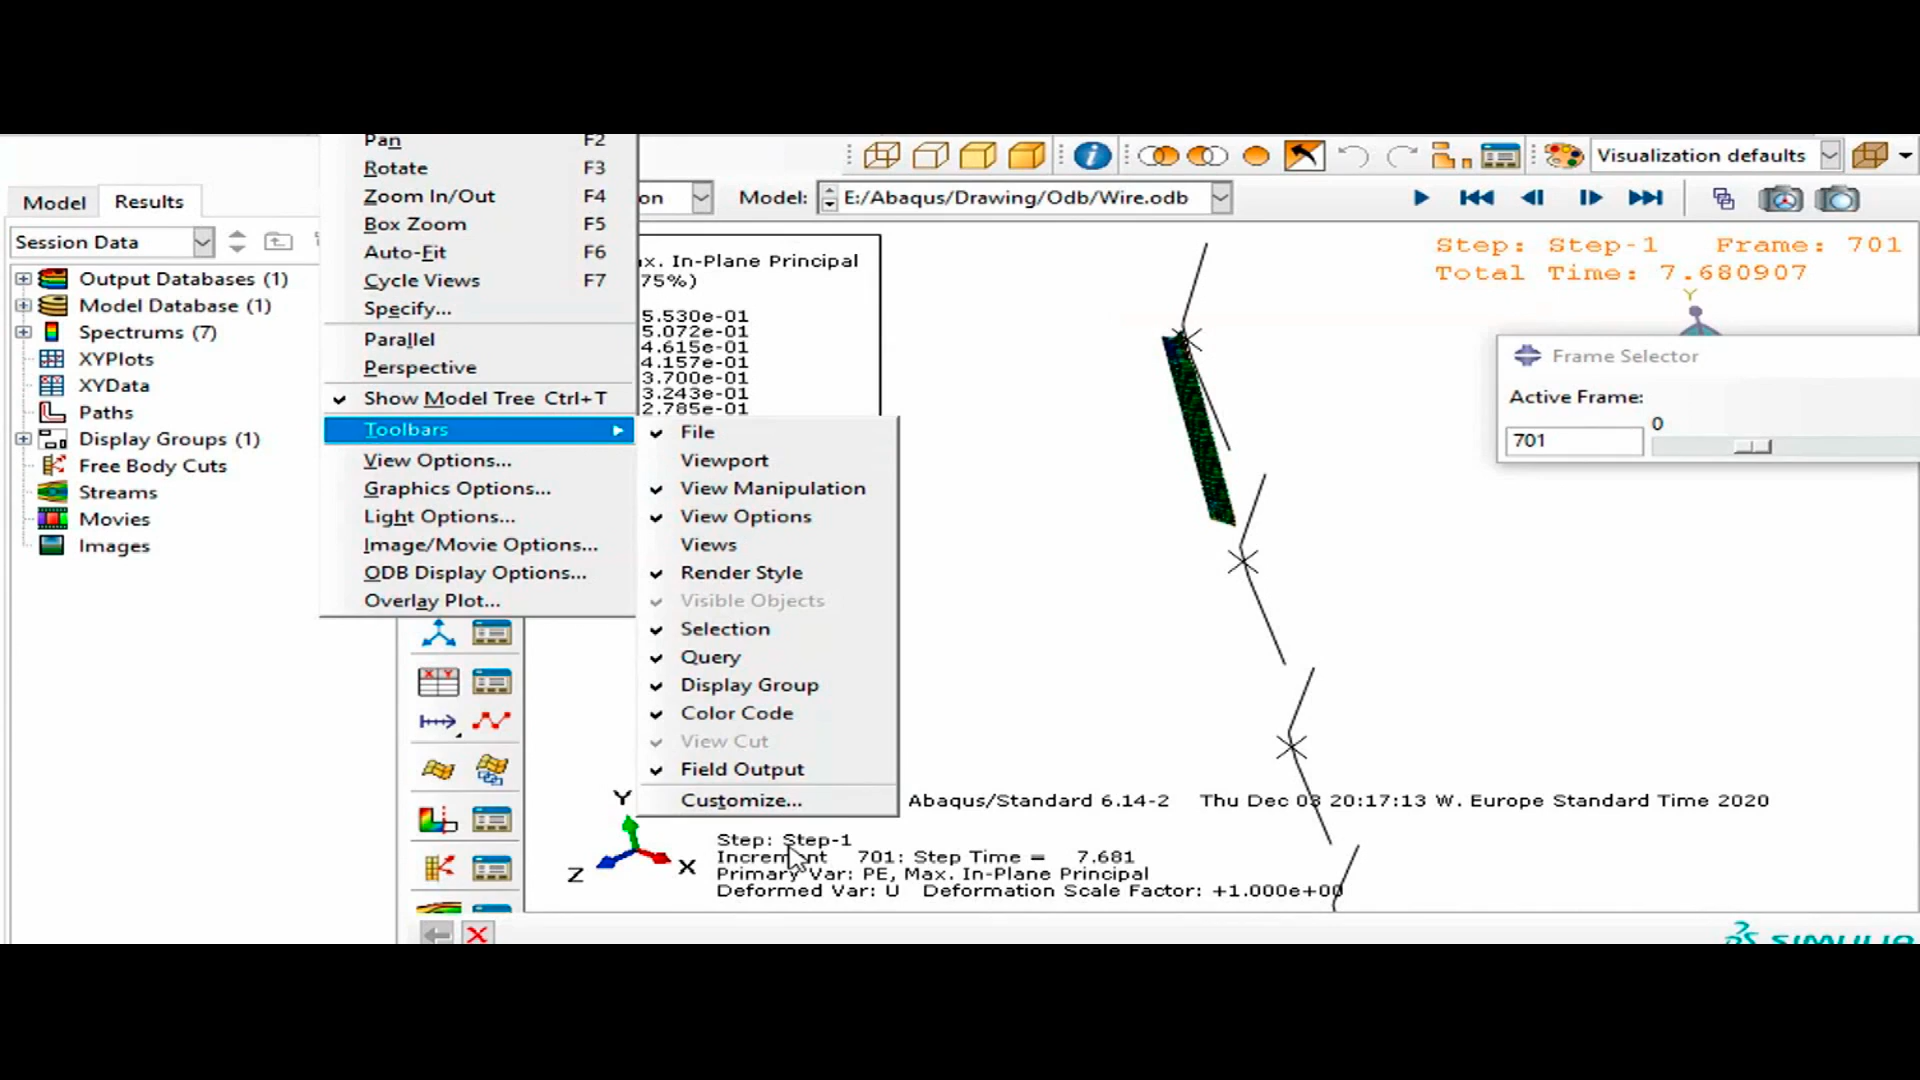 Pan F2
Rotate F3
Zoom In/Out F4
Box Zoom F5
Auto-Fit F6
Cycle Views F7
Specify...
Parallel
Perspective
Show Model Tree Ctrl+T
Toolbars
View Options...
Graphics Options...
Light Options...
Image/Movie Options...
ODB Display Options...
Overlay Plot...
Visualization defaults
Model Results
on Model: E:/Abaqus/Drawing/Odb/Wire.odb
Session Data
Output Databases (1)
Model Database (1)
Spectrums (7)
XYPlots
XYData
Paths
Display Groups (1)
Free Body Cuts
Streams
Movies
Images
x. In-Plane Principal
75%)
5.530e-01
5.072e-01
4.615e-01
4.157e-01
3.700e-01
3.243e-01
2.785e-01
File
Viewport
View Manipulation
View Options
Views
Render Style
Visible Objects
Selection
Query
Display Group
Color Code
View Cut
Field Output
Customize...
Step: Step-1 Frame: 701
Total Time: 7.680907
Y
Frame Selector
Active Frame:
701
0
X Y
Y
Z
X
Abaqus/Standard 6.14-2 Thu Dec 03 20:17:13 W. Europe Standard Time 2020
Step: Step-1
Increment 701: Step Time = 7.681
Primary Var: PE, Max. In-Plane Principal
Deformed Var: U Deformation Scale Factor: +1.000e+00
SIMULIA